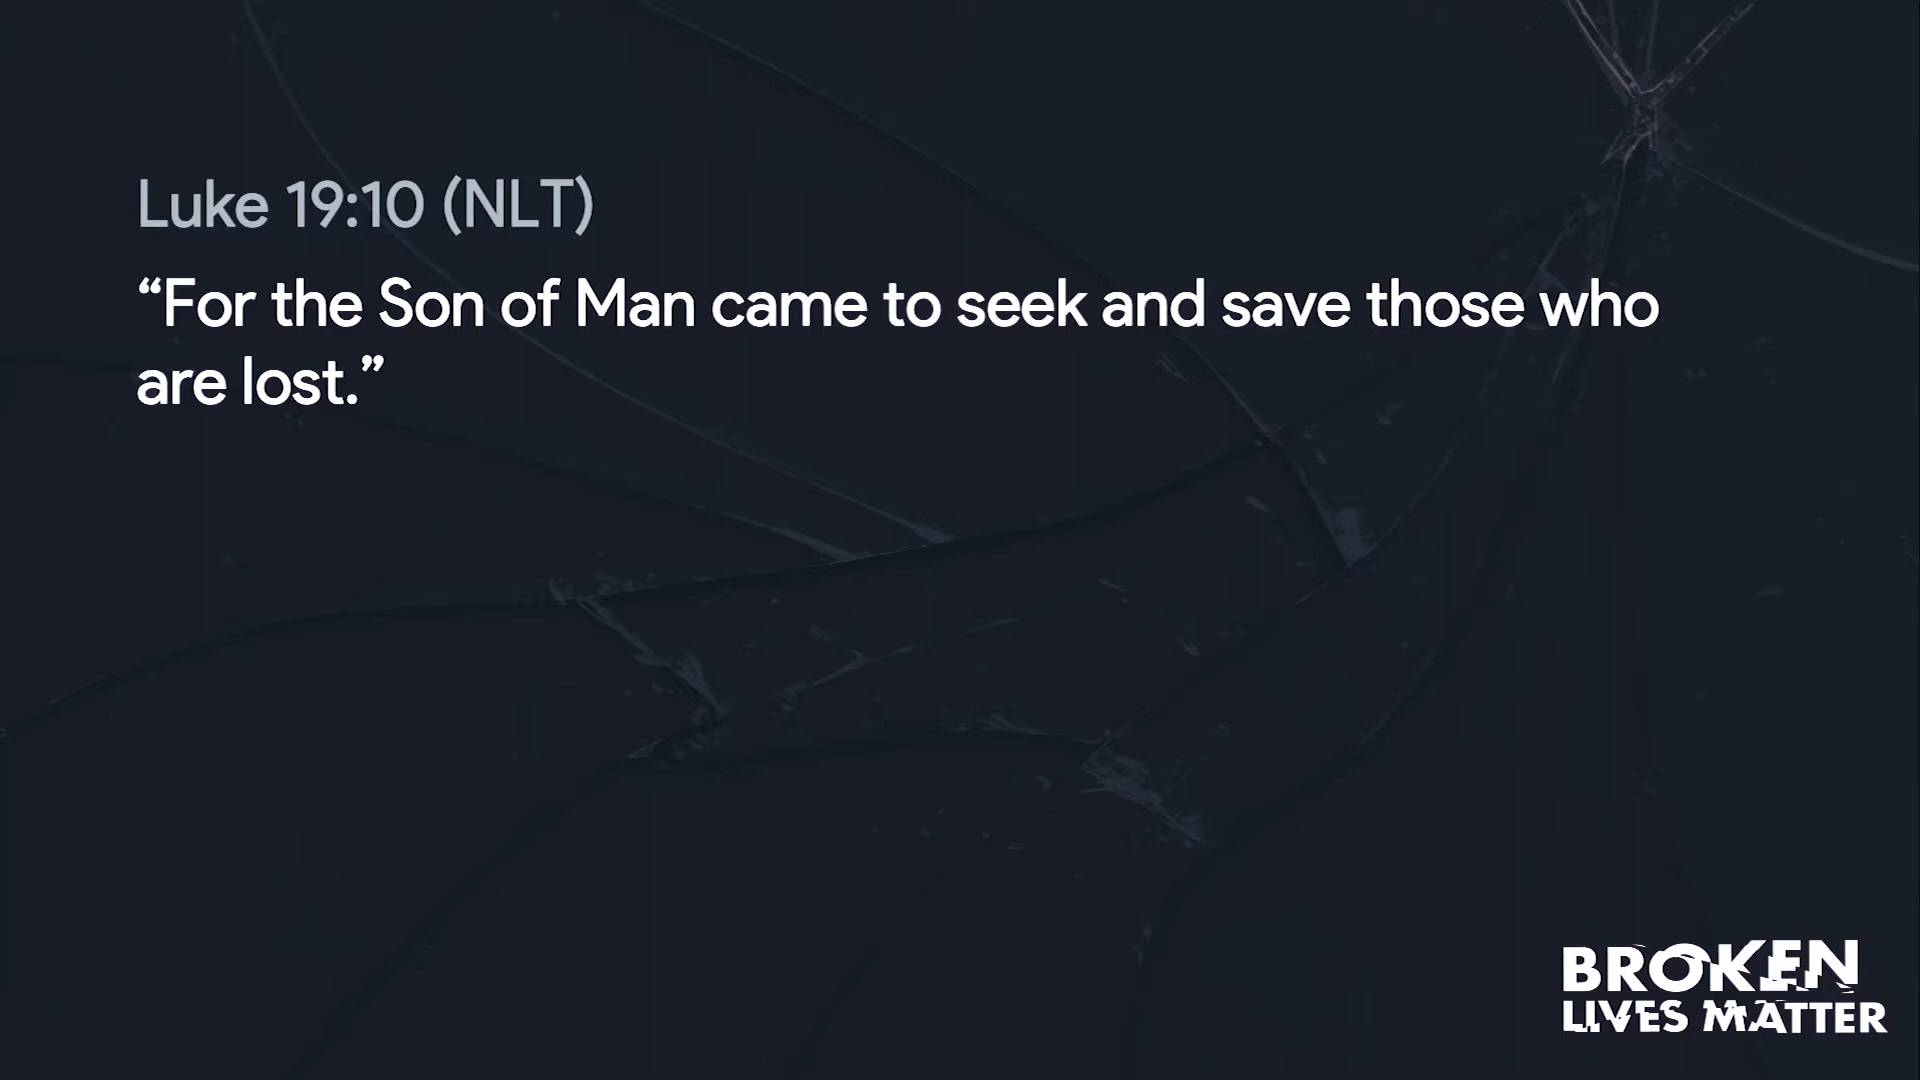 Luke 19:10 (NLT)
“For the Son of Man came to seek and save those who
are lost.”
BROKEN
LIVES MATTER